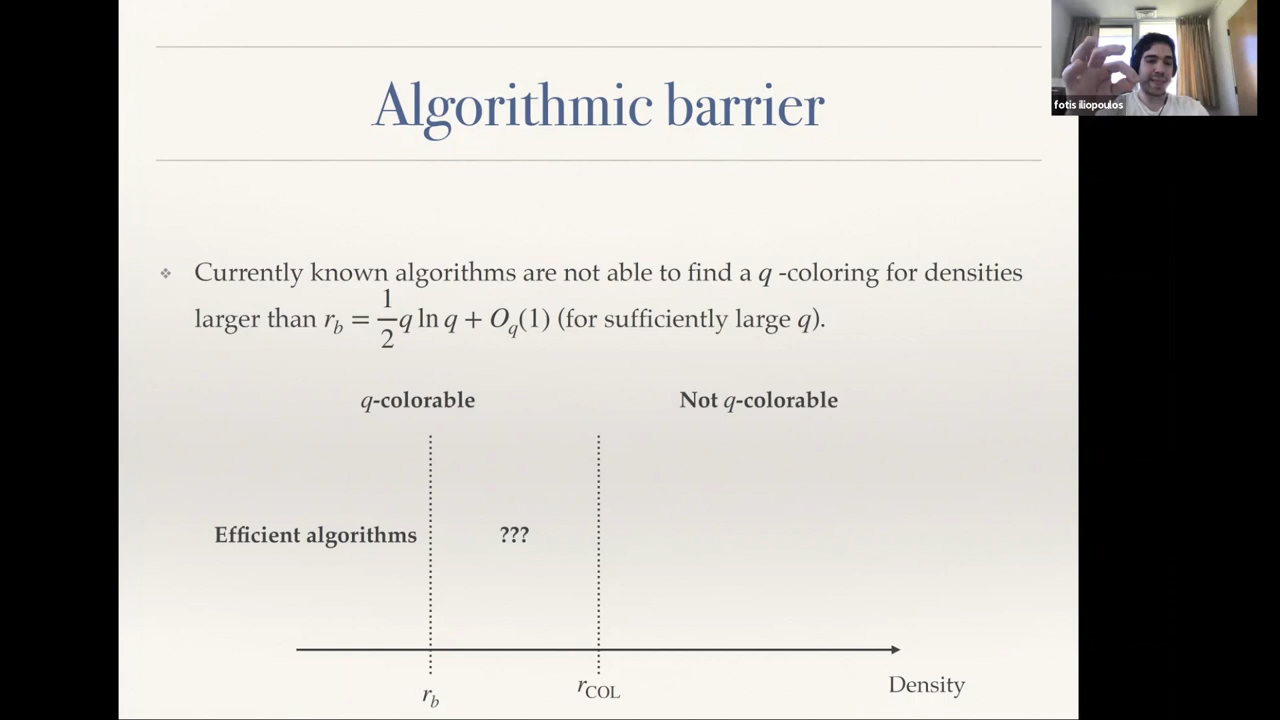 Algorithmic barrier
fotis iliopoulos
❖ Currently known algorithms are not able to find a q -coloring for densities
larger than r_b = \frac{1}{2} q ln q + O_q(1) (for sufficiently large q).
q-colorable Not q-colorable
Efficient algorithms ???
r_b r_COL Density